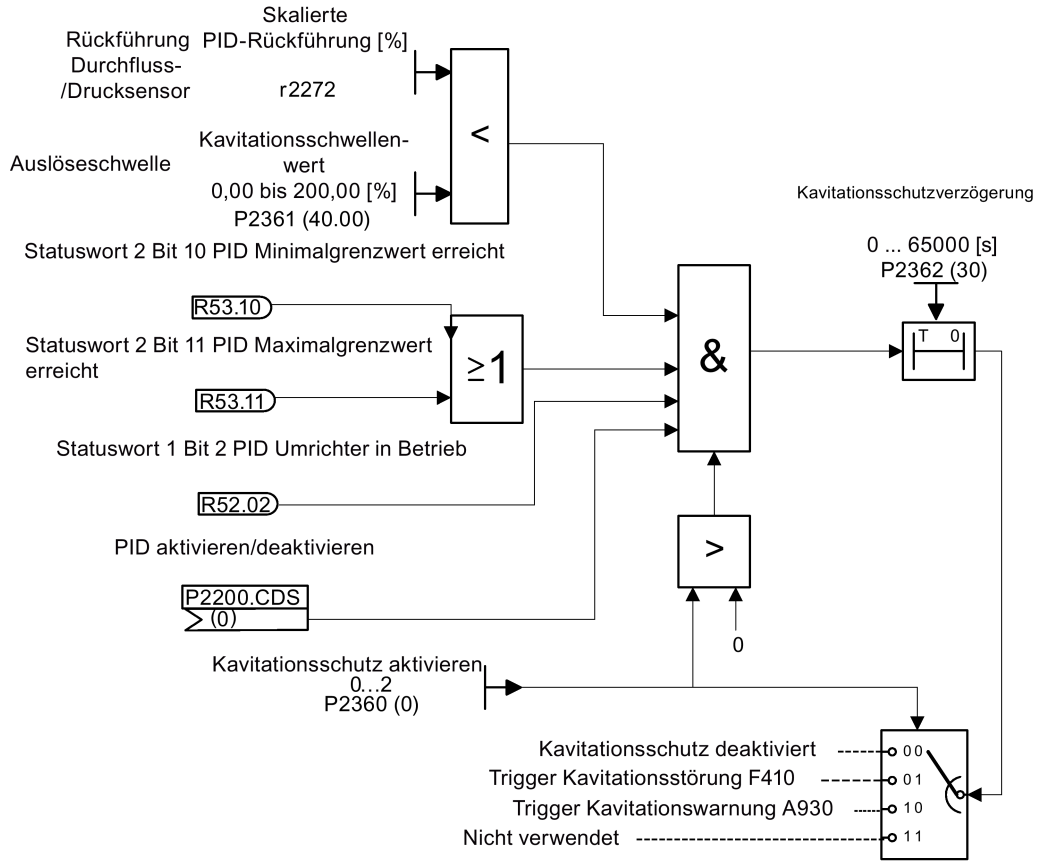 Skalierte
Rückführung PID-Rückführung [%]
Durchfluss-
/Drucksensor r2272
<
Kavitationsschwellen-
Auslöseschwelle wert
0,00 bis 200,00 [%]
P2361 (40.00)
Kavitationsschutzverzögerung
0 ... 65000 [s]
P2362 (30)
Statuswort 2 Bit 10 PID Minimalgrenzwert erreicht
R53.10
T 0
Statuswort 2 Bit 11 PID Maximalgrenzwert
erreicht
≥1
&
R53.11
Statuswort 1 Bit 2 PID Umrichter in Betrieb
R52.02
PID aktivieren/deaktivieren
>
P2200.CDS
(0)
0
Kavitationsschutz aktivieren
0...2
P2360 (0)
Kavitationsschutz deaktiviert 00
Trigger Kavitationsstörung F410 01
Trigger Kavitationswarnung A930 10
Nicht verwendet 11